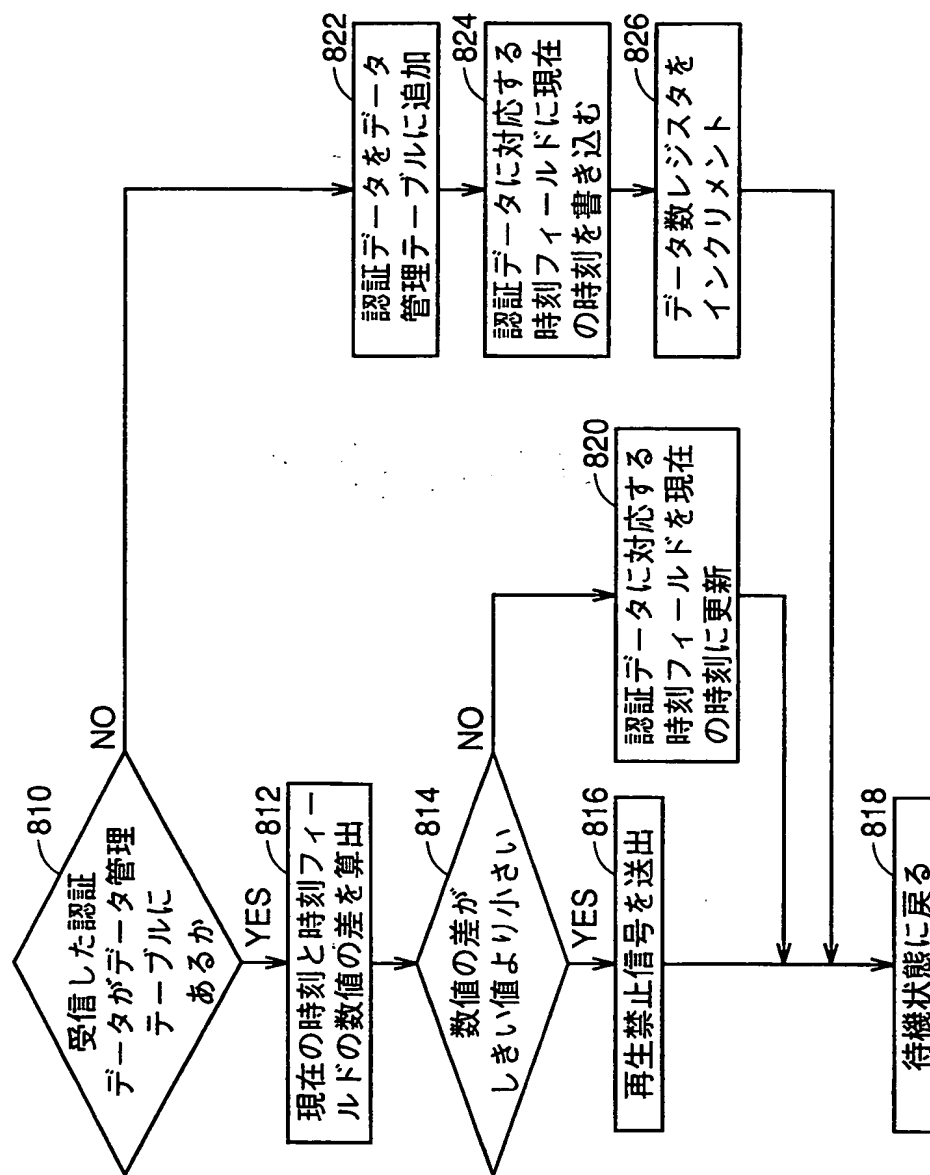 810
受信した認証
データがデータ管理
テーブルに
あるか
NO
YES
812
現在の時刻と時刻フィー
ルドの数値の差を算出
814
数値の差が
しきい値より小さい
NO
YES
816
再生禁止信号を送出
818
待機状態に戻る
820
認証データに対応する
時刻フィールドを現在
の時刻に更新
822
認証データをデータ
管理テーブルに追加
824
認証データに対応する
時刻フィールドに現在
の時刻を書き込む
826
データ数レジスタを
インクリメント